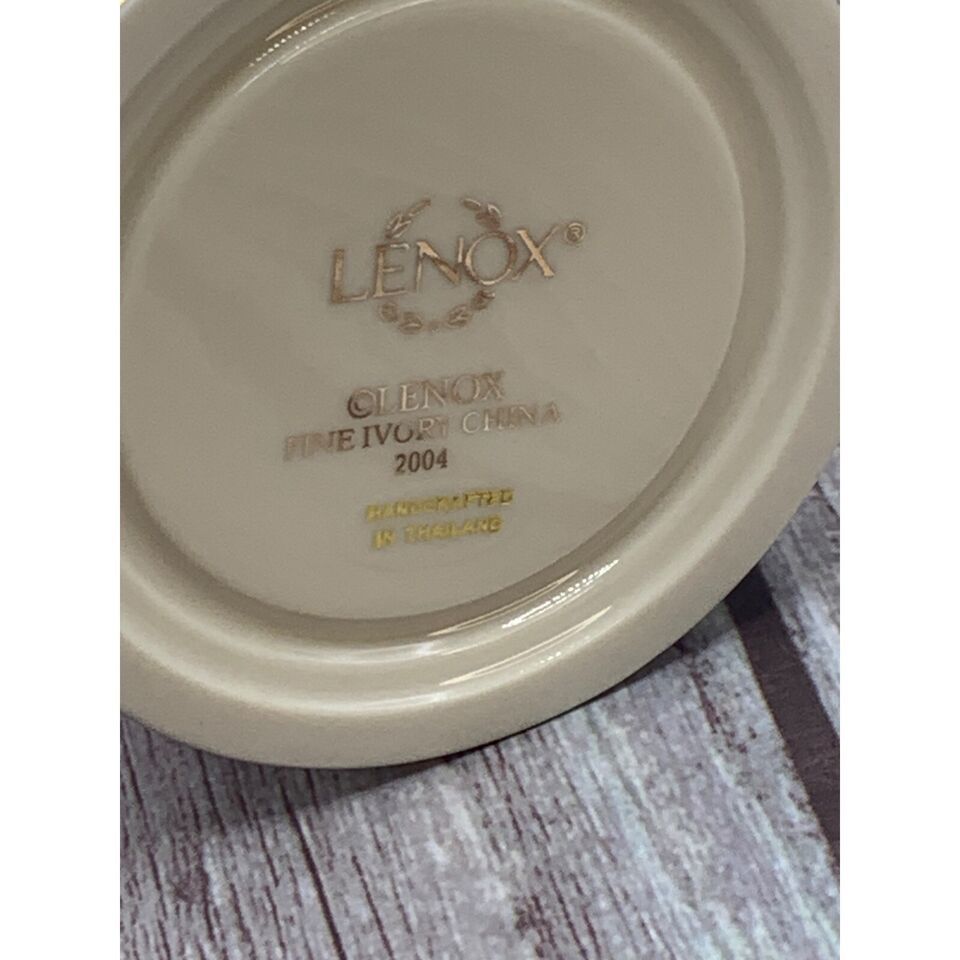 LENOX®
©LENOX
FINE IVORY CHINA
2004
HANDCRAFTED
IN THAILAND